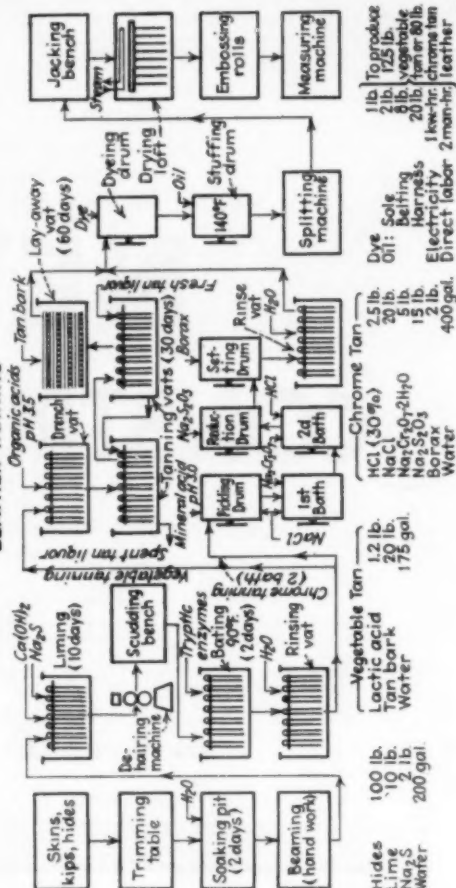 Skins,
kips, hides
Trimming
table
H₂O
Soaking pit
(2 days)
Beaming
(hand work)
Ca(OH)₂
Na₂S
Liming
(10 days)
De-
hairing
machine
Scudding
bench
Tryptic
enzymes
Bating
90°F
(2 days)
H₂O
Rinsing
vat
Vegetable tanning
Chrome tanning
(2 bath)
Organic acids
pH 3.5
Drench
vat
Tan bark
Lay-away
vat
(60 days)
Spent tan liquor
Fresh tan liquor
Tanning vats (30 days)
Mineral acid
pH 3.0
Na₂S₂O₃
Borax
Pickling
Drum
Reduction
Drum
Setting
Drum
Rinse
vat
H₂O
NaCl
1st
Bath
2d
Bath
HCl
Dye
Dyeing
drum
Oil
140°F
Stuffing
drum
Splitting
machine
Jacking
bench
Steam
Drying
loft
Embossing
rolls
Measuring
machine
Hides 100 lb.
Lime 10 lb.
Na₂S 2 lb.
Water 200 gal.
Vegetable Tan
Lactic acid 1.2 lb.
Tan bark 20 lb.
Water 175 gal.
Chrome Tan
HCl (30%) 2.5 lb.
NaCl 20 lb.
Na₂Cr₂O₇·2H₂O 5 lb.
Na₂S₂O₃ 15 lb.
Borax 2 lb.
Water 400 gal.
Dye 1 lb.
Oil: Sole 2 lb.
Belting 8 lb.
Harness 20 lb.
Electricity 1 kw-hr.
Direct labor 2 man-hr.
To produce
125 lb.
vegetable
tan or 80 lb.
chrome tan
leather